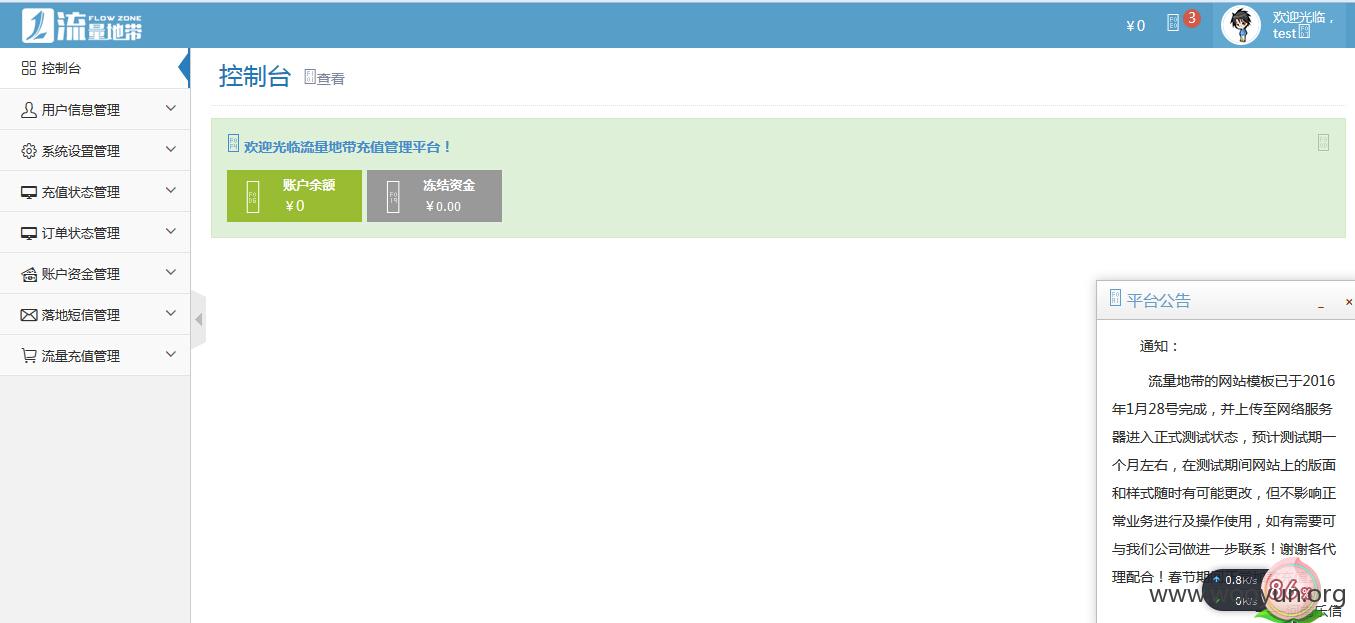 流量地带
FLOW ZONE
¥ 0
3
欢迎光临，
test
控制台
用户信息管理
系统设置管理
充值状态管理
订单状态管理
账户资金管理
落地短信管理
流量充值管理
控制台 查看
欢迎光临流量地带充值管理平台！
账户余额
¥ 0
冻结资金
¥ 0.00
平台公告
通知：
流量地带的网站模板已于2016
年1月28号完成，并上传至网络服务
器进入正式测试状态，预计测试期一
个月左右，在测试期间网站上的版面
和样式随时有可能更改，但不影响正
常业务进行及操作使用，如有需要可
与我们公司做进一步联系！谢谢各代
理配合！春节期
0.8K/s
0K/s
86%
www.wooyun.org
乐信